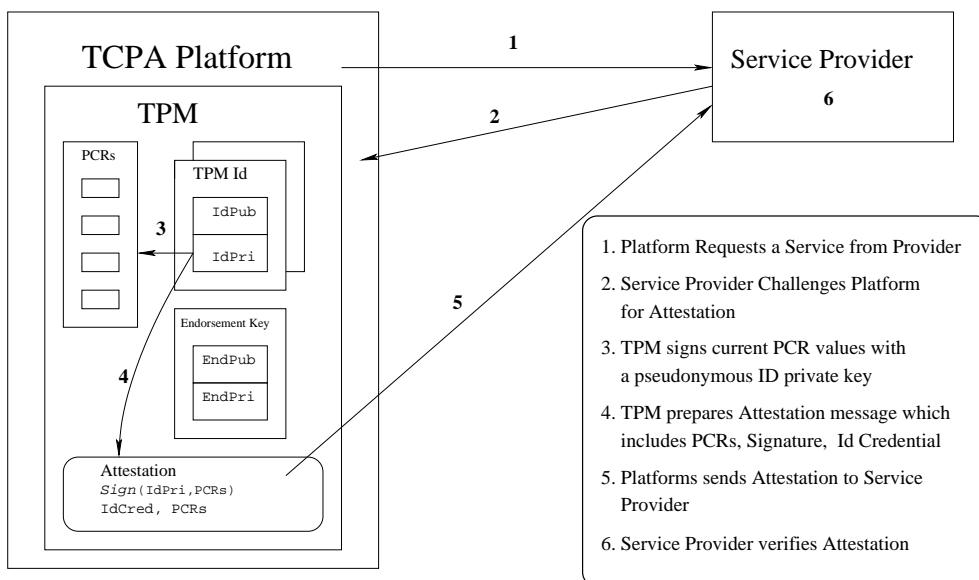 TCPA Platform
1
Service Provider
6
2
TPM
PCRs
TPM Id
IdPub
IdPri
3
Endorsement Key
EndPub
EndPri
4
5
Attestation
Sign(IdPri,PCRs)
IdCred, PCRs
1. Platform Requests a Service from Provider
2. Service Provider Challenges Platform
for Attestation
3. TPM signs current PCR values with
a pseudonymous ID private key
4. TPM prepares Attestation message which
includes PCRs, Signature, Id Credential
5. Platforms sends Attestation to Service
Provider
6. Service Provider verifies Attestation